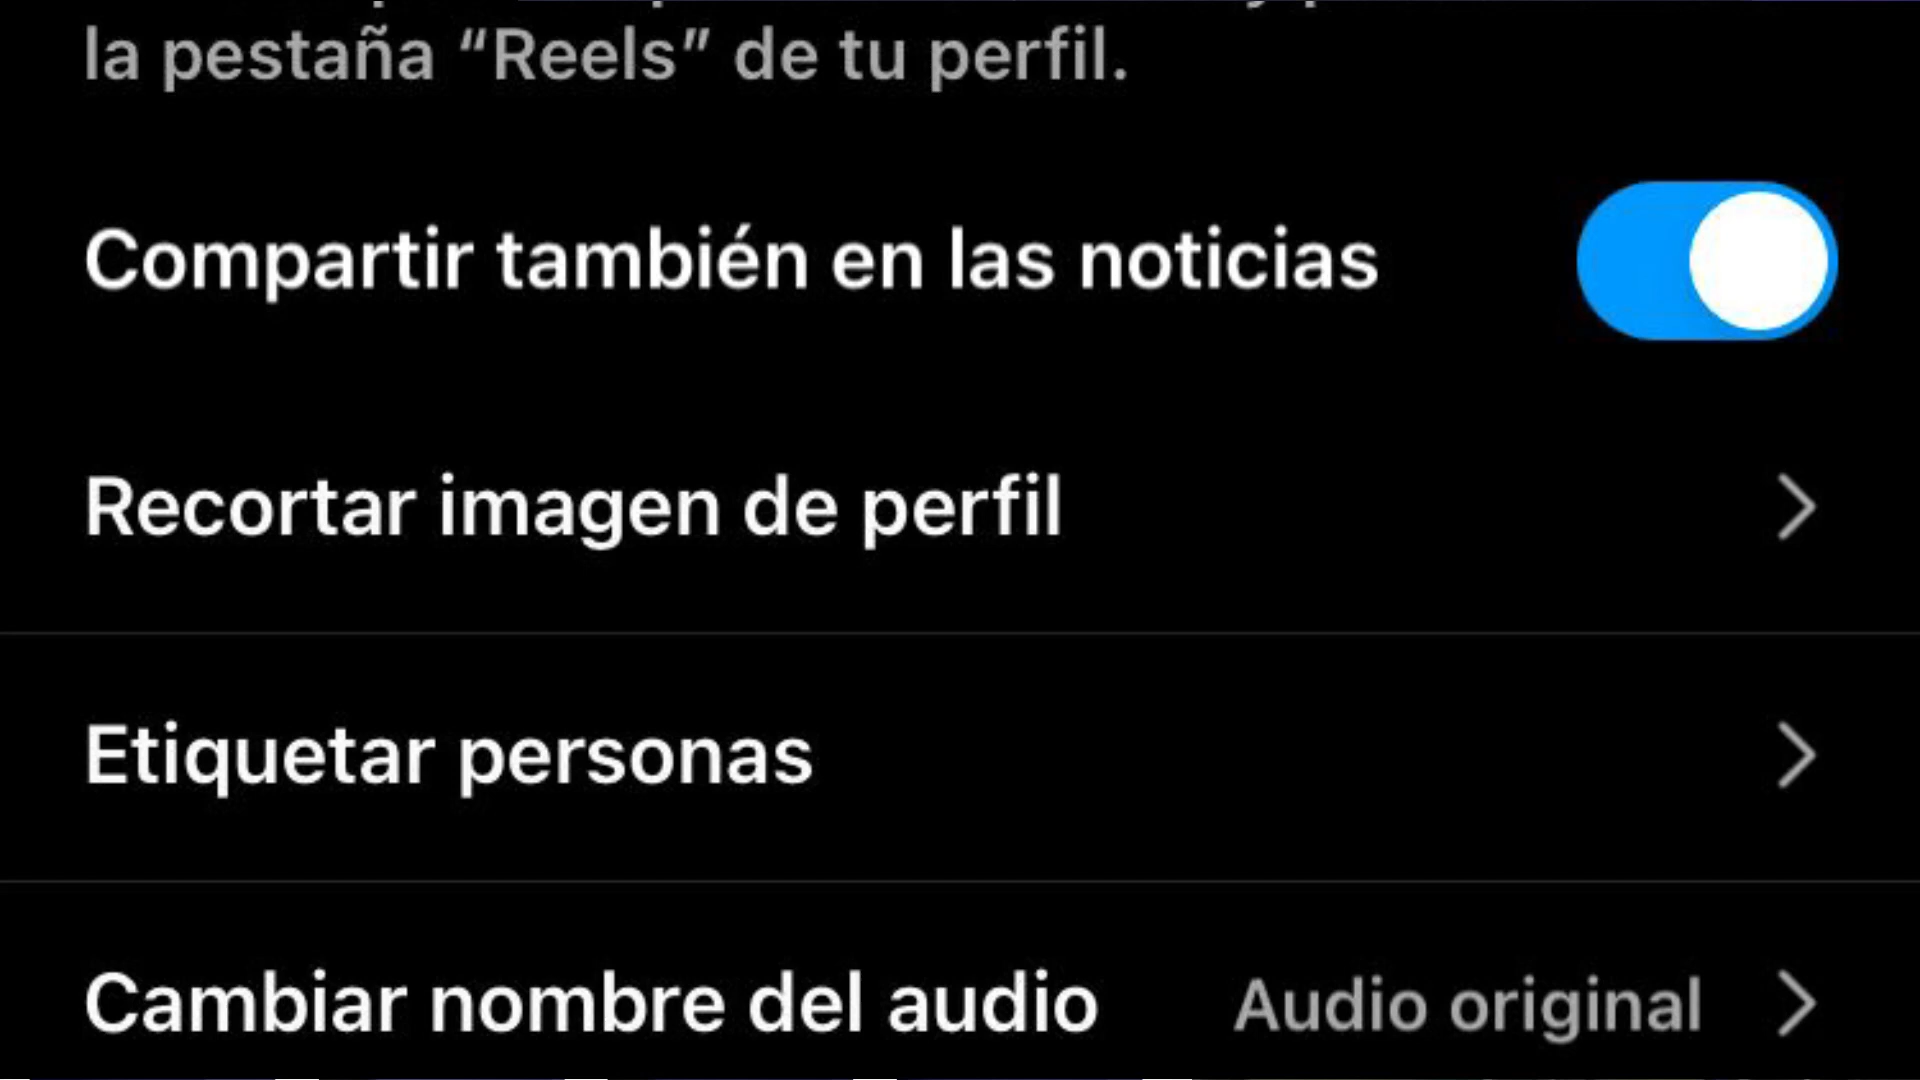 la pestaña “Reels” de tu perfil.
Compartir también en las noticias
Recortar imagen de perfil
Etiquetar personas
Cambiar nombre del audio Audio original